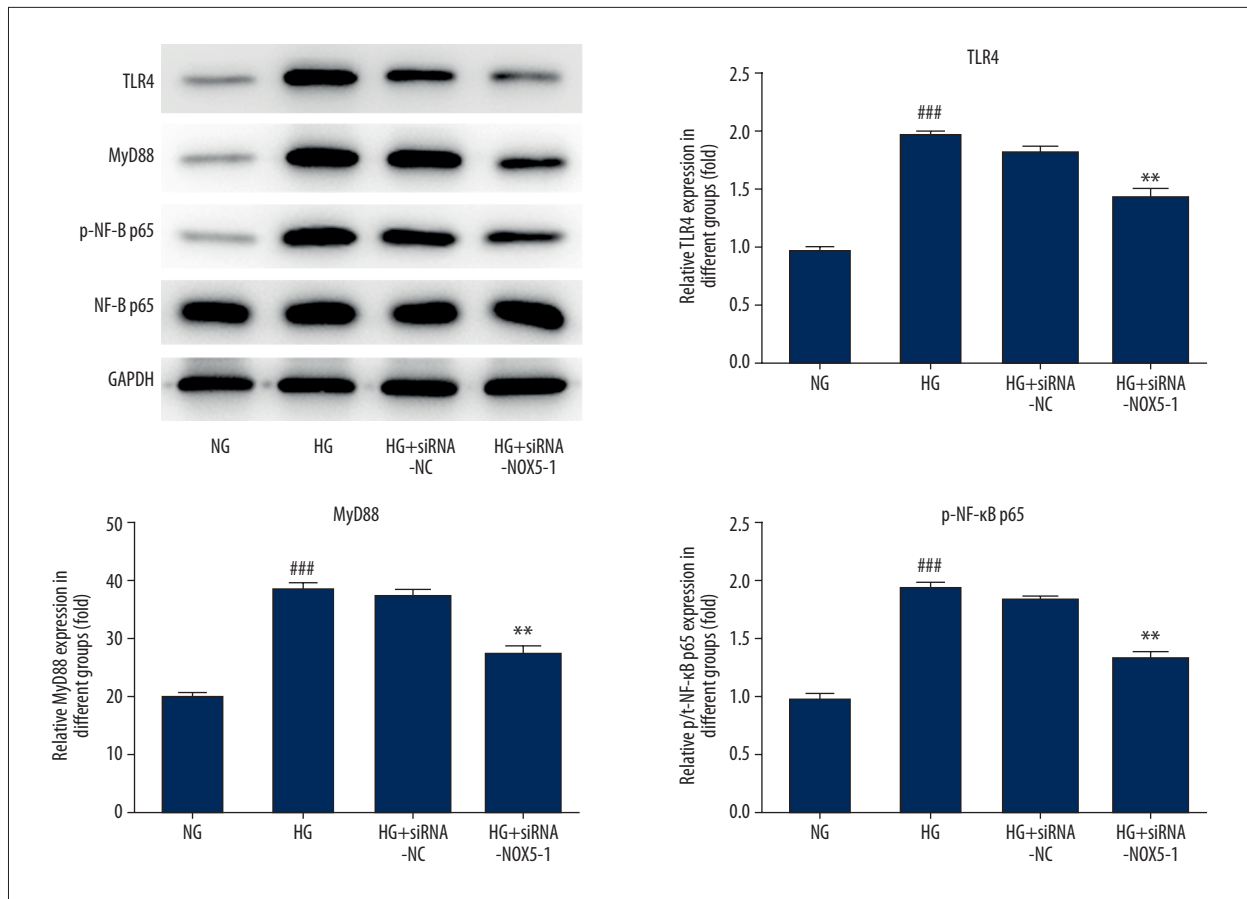 TLR4
MyD88
p-NF-B p65
NF-B p65
GAPDH
NG
HG
HG+siRNA
-NC
HG+siRNA
-NOX5-1
TLR4
Relative TLR4 expression in
different groups (fold)
2.5
2.0
1.5
1.0
0.5
0.0
###
**
NG
HG
HG+siRNA
-NC
HG+siRNA
-NOX5-1
MyD88
Relative MyD88 expression in
different groups (fold)
50
40
30
20
10
0
###
**
NG
HG
HG+siRNA
-NC
HG+siRNA
-NOX5-1
p-NF-κB p65
Relative p/t-NF-κB p65 expression in
different groups (fold)
2.5
2.0
1.5
1.0
0.5
0.0
###
**
NG
HG
HG+siRNA
-NC
HG+siRNA
-NOX5-1